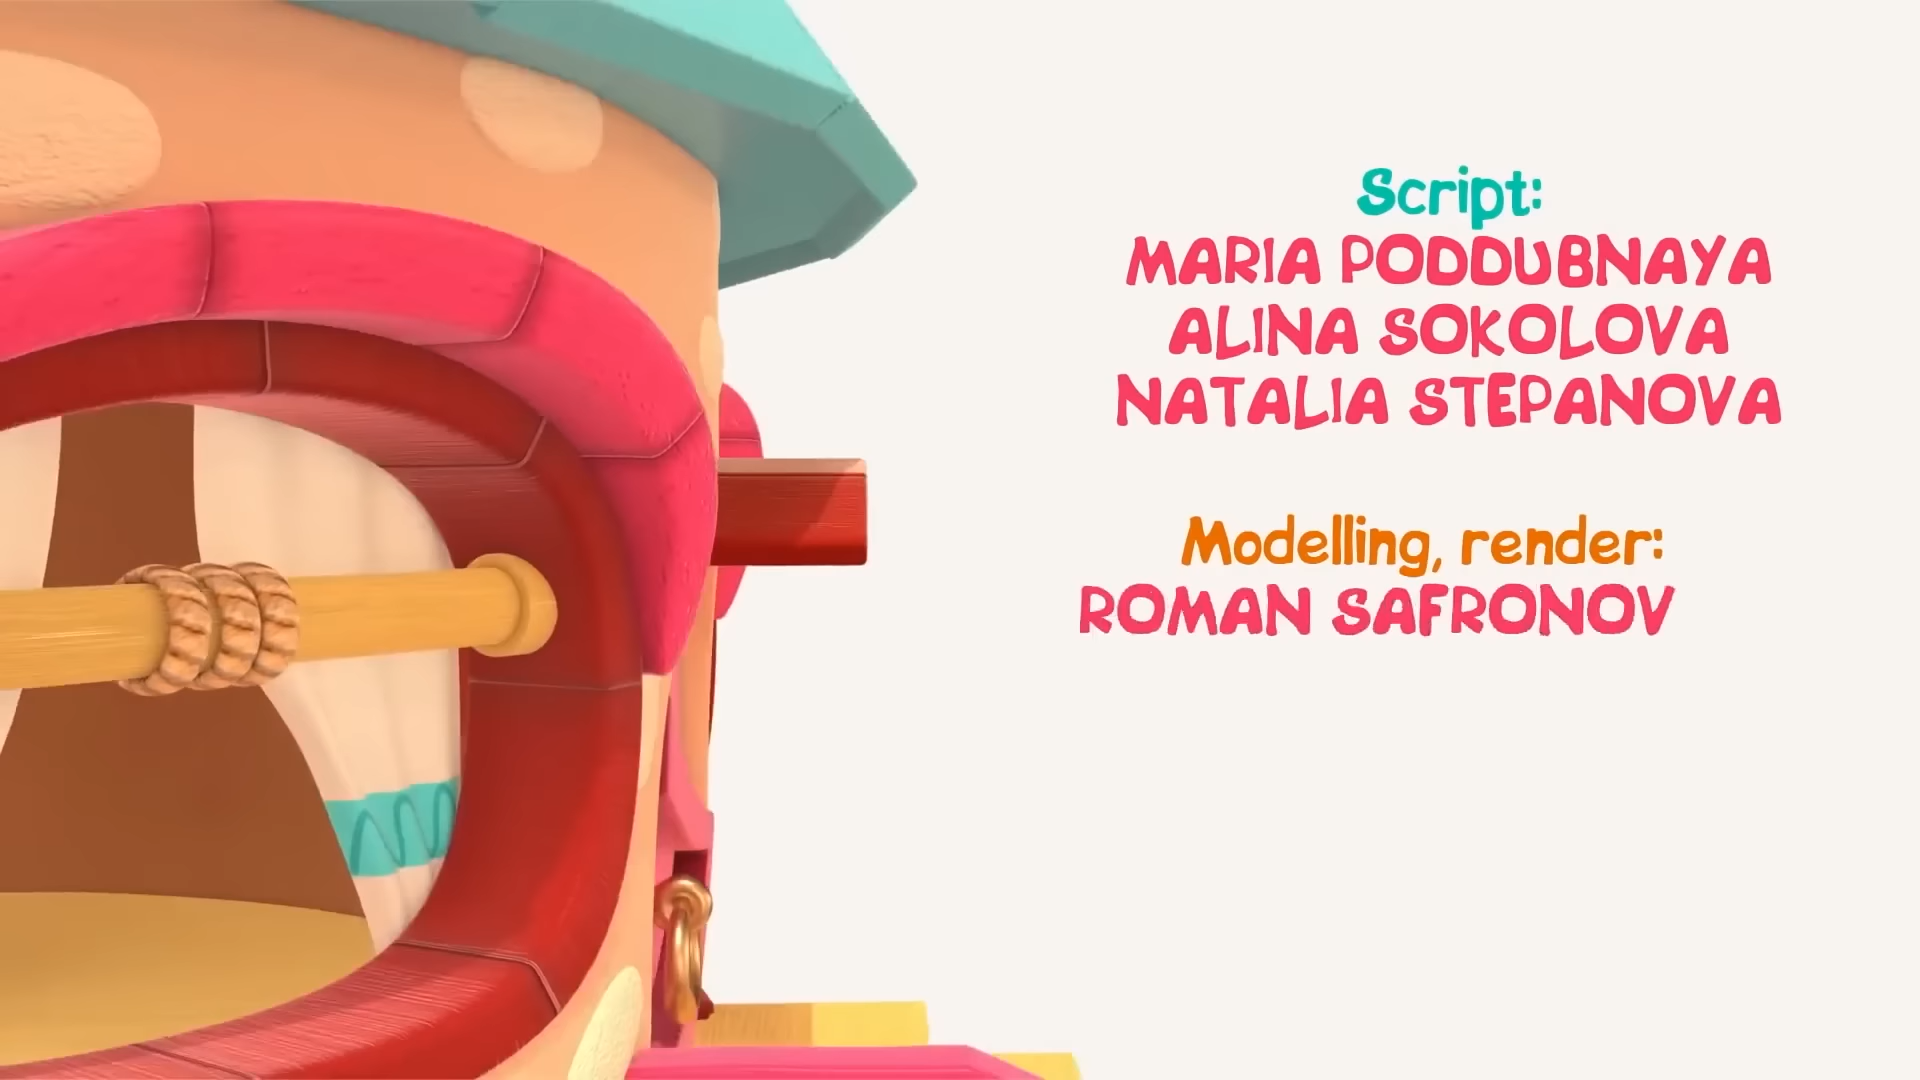 Script:
MARIA PODDUBNAYA
ALINA SOKOLOVA
NATALIA STEPANOVA
Modelling, render:
ROMAN SAFRONOV